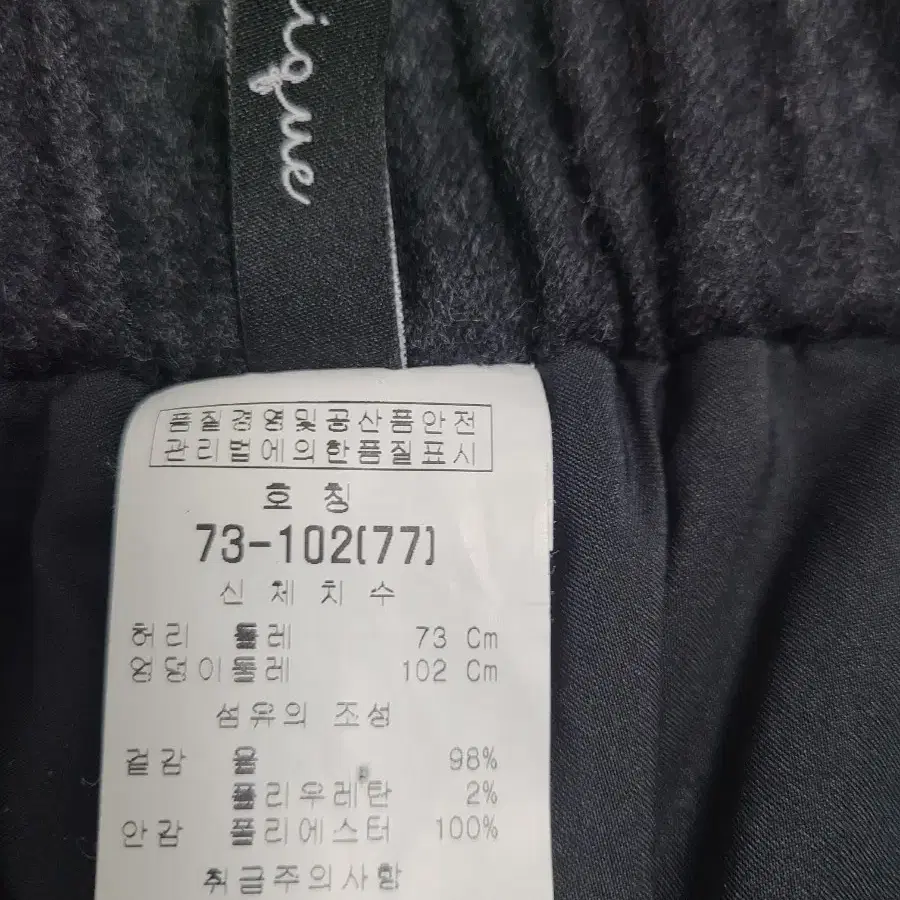 igue
품질경영및공산품안전
관리법에의한품질표시
호 칭
73-102(77)
신 체 치 수
허리 둘레 73 Cm
엉덩이둘레 102 Cm
섬유의 조성
겉감 울 98%
폴리우레탄 2%
안감 폴리에스터 100%
취급주의사항